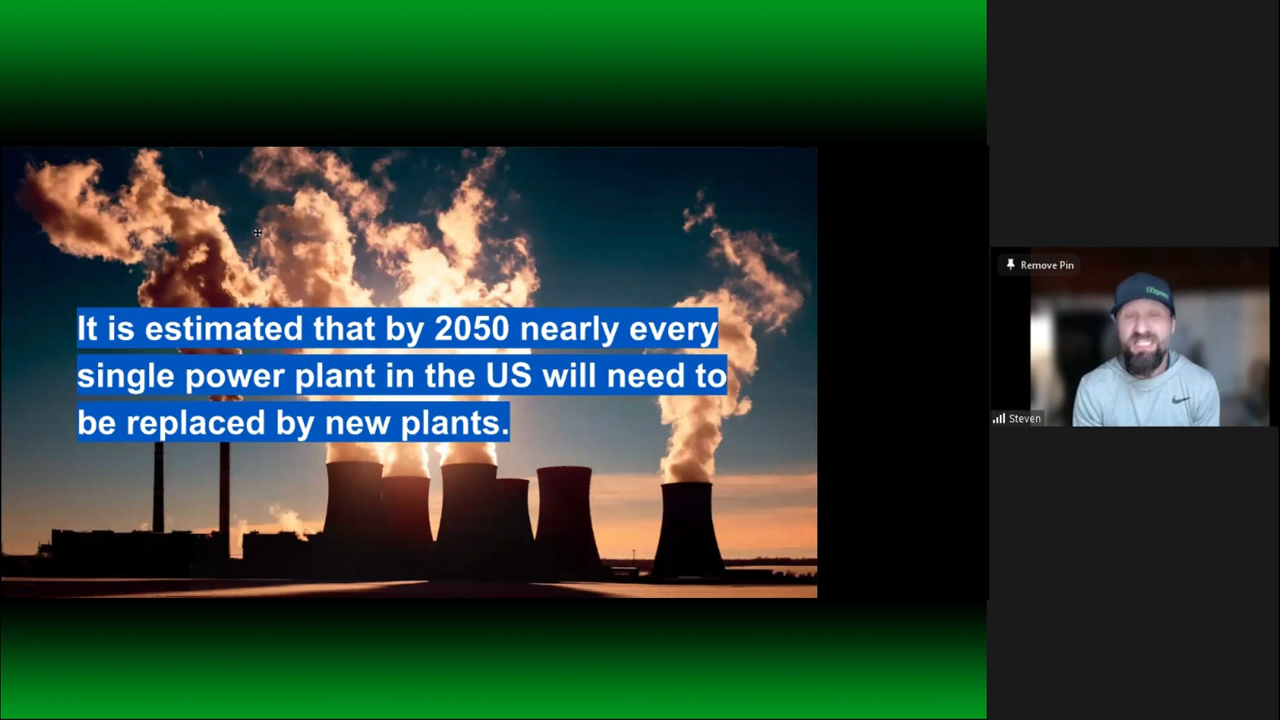 It is estimated that by 2050 nearly every
single power plant in the US will need to
be replaced by new plants.
Remove Pin
Steven